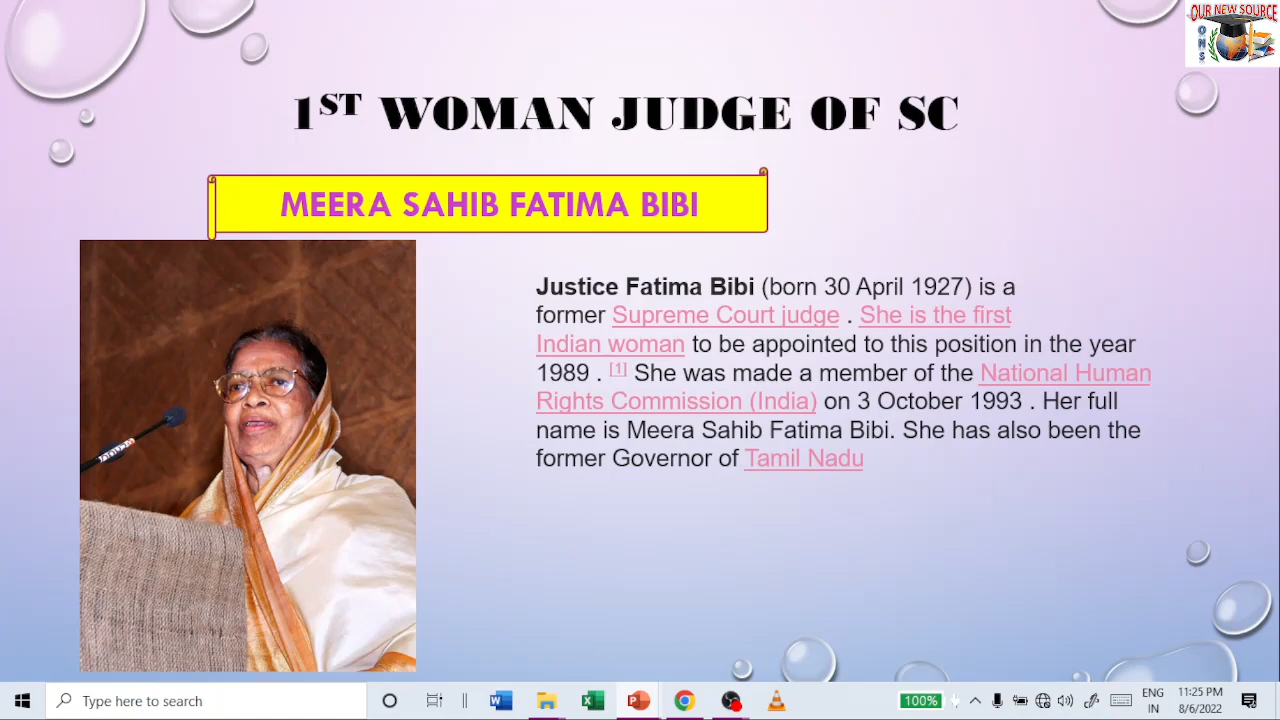 OUR NEW SOURCE
ONS
1ST WOMAN JUDGE OF SC
MEERA SAHIB FATIMA BIBI
Justice Fatima Bibi (born 30 April 1927) is a
former Supreme Court judge . She is the first
Indian woman to be appointed to this position in the year
1989 . [1] She was made a member of the National Human
Rights Commission (India) on 3 October 1993 . Her full
name is Meera Sahib Fatima Bibi. She has also been the
former Governor of Tamil Nadu
Type here to search
100%
ENG
IN
11:25 PM
8/6/2022